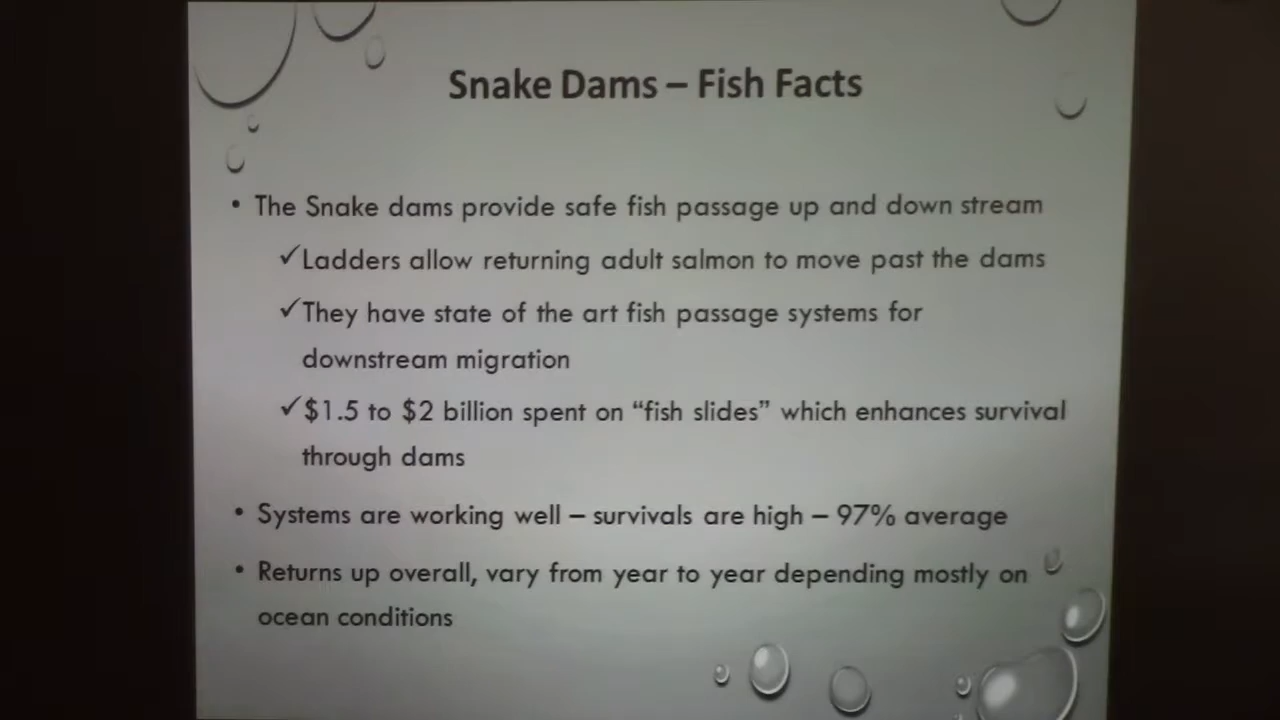 Snake Dams – Fish Facts
• The Snake dams provide safe fish passage up and down stream
✓Ladders allow returning adult salmon to move past the dams
✓They have state of the art fish passage systems for
downstream migration
✓$1.5 to $2 billion spent on “fish slides” which enhances survival
through dams
• Systems are working well – survivals are high – 97% average
• Returns up overall, vary from year to year depending mostly on
ocean conditions